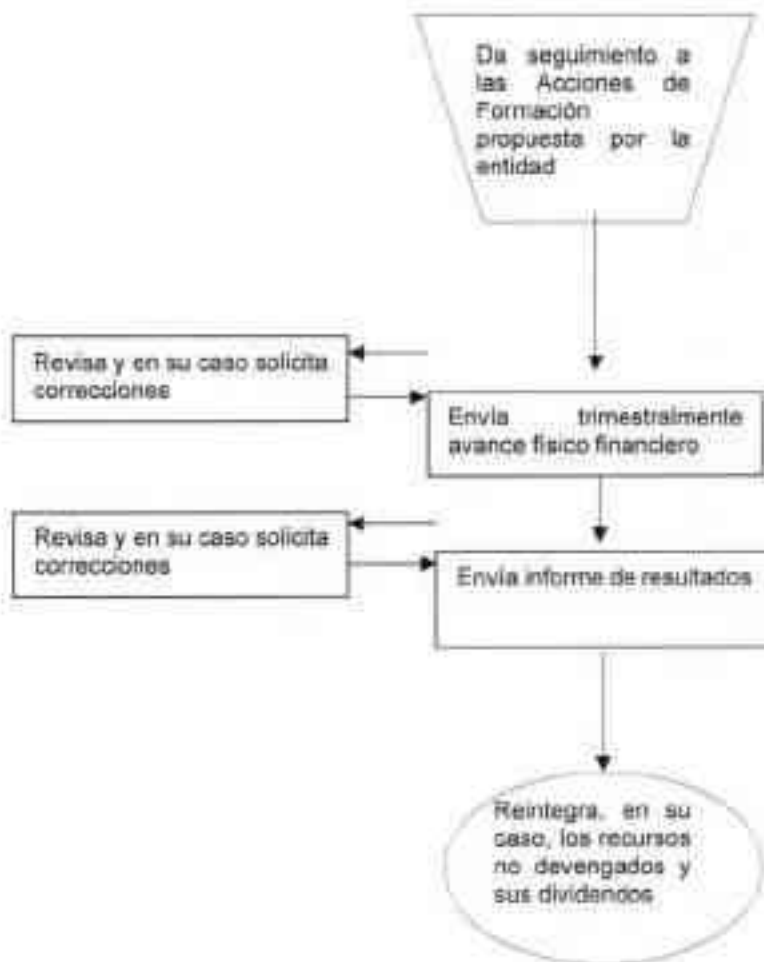 Da seguimiento a
las Acciones de
Formación
propuesta por la
entidad
Revisa y en su caso solicita
correcciones
Envía trimestralmente
avance físico financiero
Revisa y en su caso solicita
correcciones
Envía informe de resultados
Reintegra, en su
caso, los recursos
no devengados y
sus dividendos